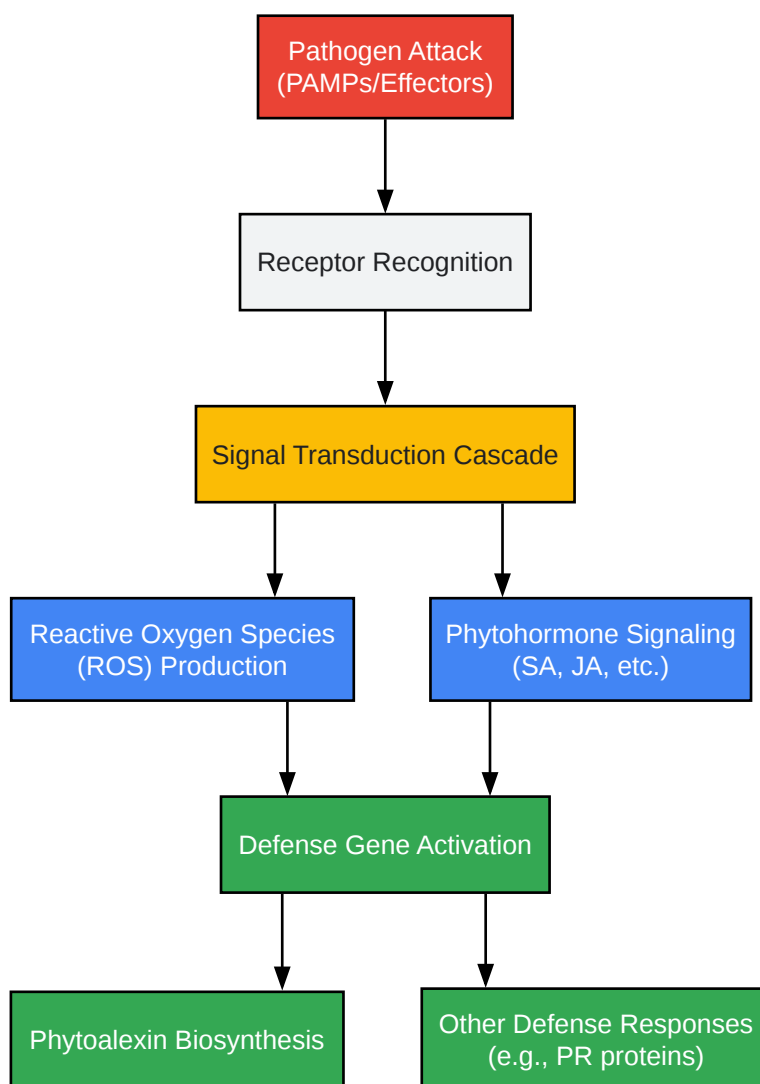 Pathogen Attack
(PAMPs/Effectors)
Receptor Recognition
Signal Transduction Cascade
Reactive Oxygen Species
(ROS) Production
Phytohormone Signaling
(SA, JA, etc.)
Defense Gene Activation
Phytoalexin Biosynthesis
Other Defense Responses
(e.g., PR proteins)